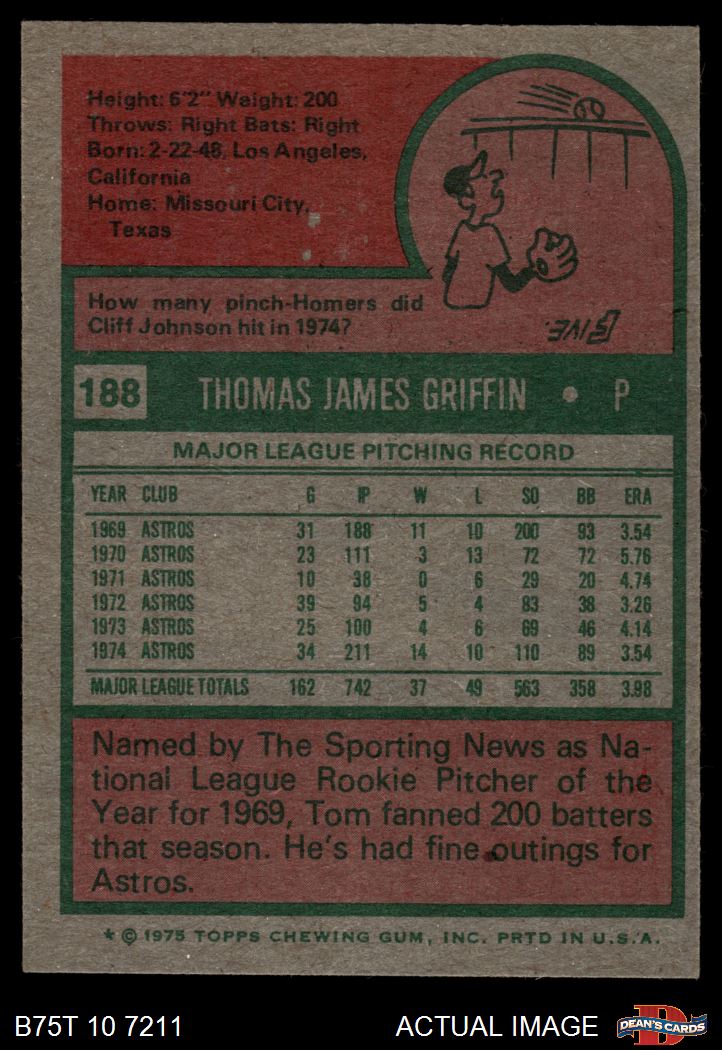 Height: 6'2" Weight: 200
Throws: Right Bats: Right
Born: 2-22-48, Los Angeles,
California
Home: Missouri City,
Texas
How many pinch-Homers did
Cliff Johnson hit in 1974?
FIVE.
188 THOMAS JAMES GRIFFIN • P
MAJOR LEAGUE PITCHING RECORD
YEAR CLUB G IP W L SO BB ERA
1969 ASTROS 31 188 11 10 200 93 3.54
1970 ASTROS 23 111 3 13 72 72 5.76
1971 ASTROS 10 38 0 6 29 20 4.74
1972 ASTROS 39 94 5 4 83 38 3.26
1973 ASTROS 25 100 4 6 69 46 4.14
1974 ASTROS 34 211 14 10 110 89 3.54
MAJOR LEAGUE TOTALS 162 742 37 49 563 358 3.98
Named by The Sporting News as Na-
tional League Rookie Pitcher of the
Year for 1969, Tom fanned 200 batters
that season. He's had fine outings for
Astros.
* © 1975 TOPPS CHEWING GUM, INC. PRTD IN U.S.A.
B75T 10 7211 ACTUAL IMAGE DEAN'S CARDS